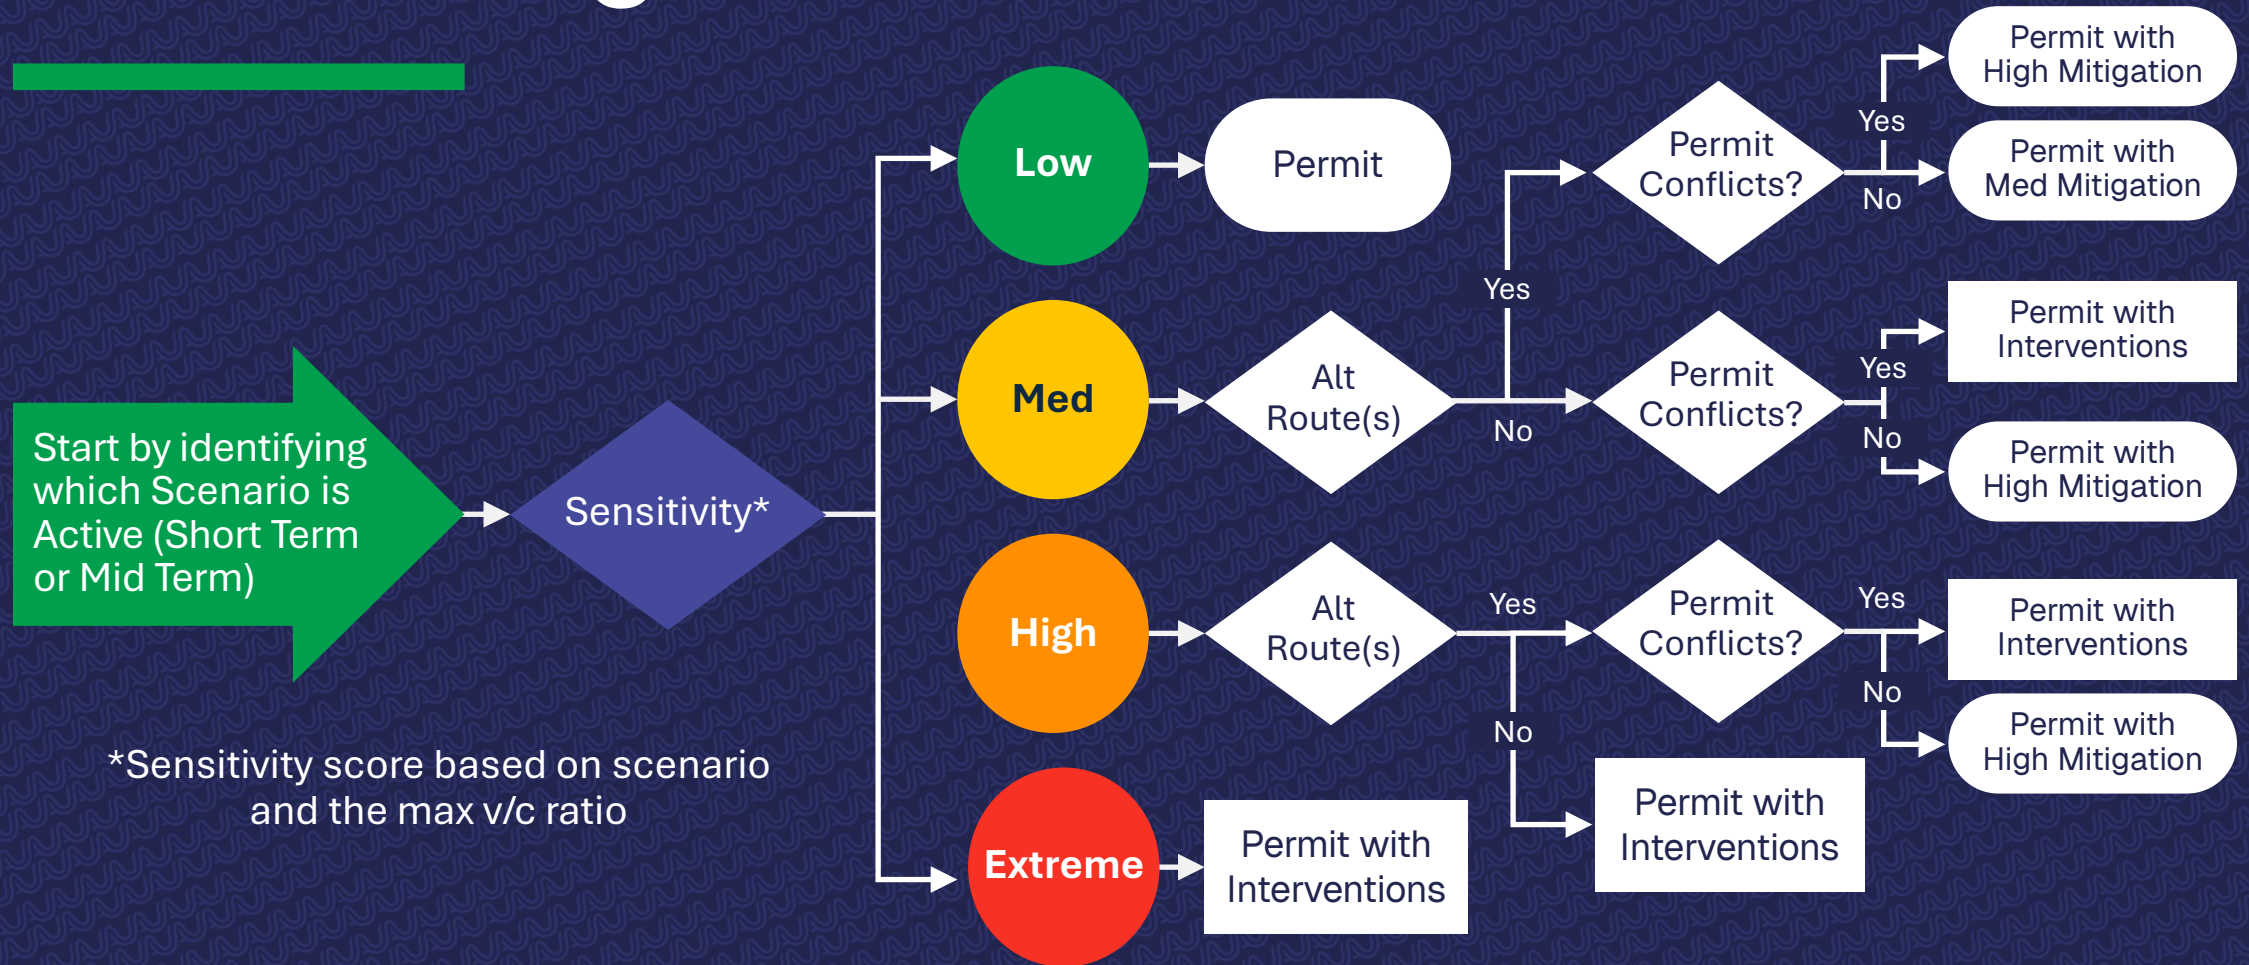 Start by identifying
which Scenario is
Active (Short Term
or Mid Term)
Sensitivity*
*Sensitivity score based on scenario
and the max v/c ratio
Low
Permit
Med
Alt
Route(s)
Yes
No
Permit
Conflicts?
Yes
No
Permit with
High Mitigation
Permit with
Med Mitigation
Permit
Conflicts?
Yes
No
Permit with
Interventions
Permit with
High Mitigation
High
Alt
Route(s)
Yes
No
Permit
Conflicts?
Yes
No
Permit with
Interventions
Permit with
High Mitigation
Permit with
Interventions
Extreme
Permit with
Interventions